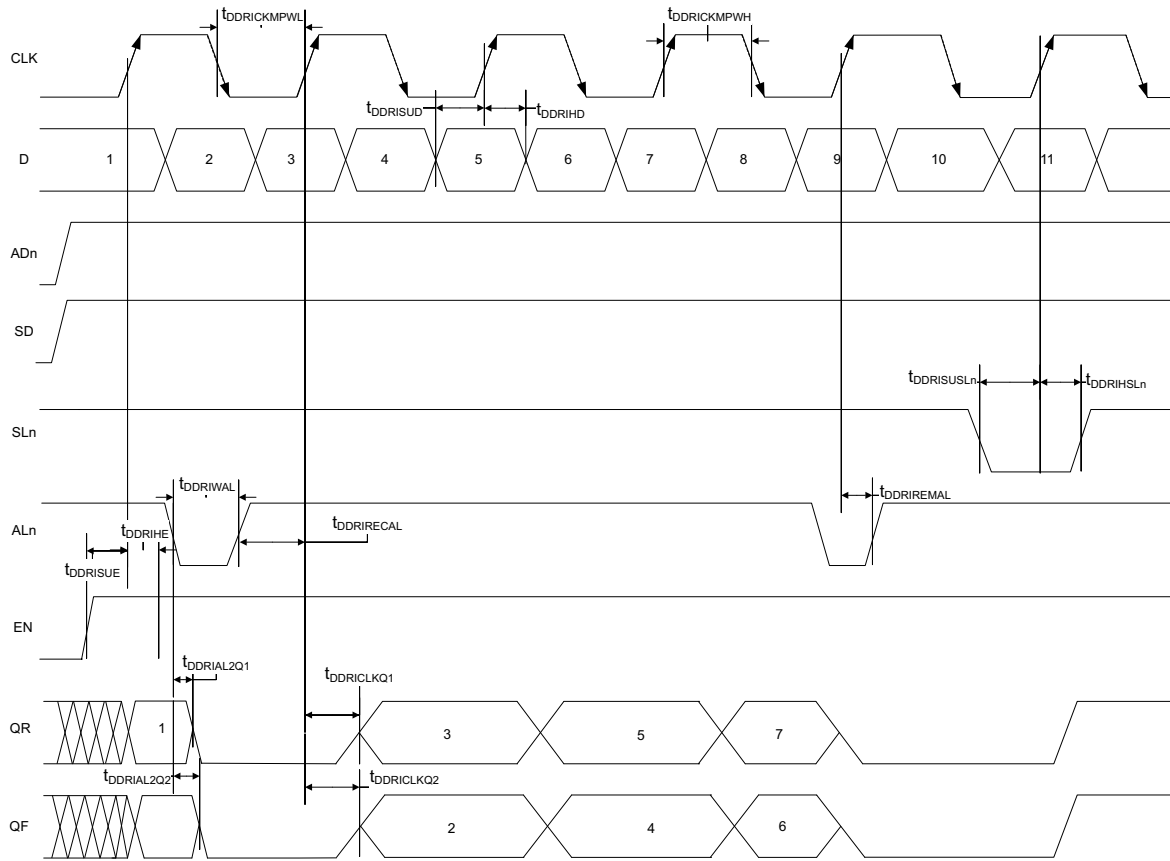 tDDRICKMPWL
tDDRICKMPWH
CLK
tDDRISUD
tDDRIHD
D
1 2 3 4 5 6 7 8 9 10 11
ADn
SD
tDDRISUSLn
tDDRIHSLn
SLn
tDDRIWAL
tDDRIREMAL
tDDRIRECAL
ALn
tDDRIHE
tDDRISUE
EN
tDDRIAL2Q1
tDDRICLKQ1
QR
1 3 5 7
tDDRIAL2Q2
tDDRICLKQ2
QF
2 4 6